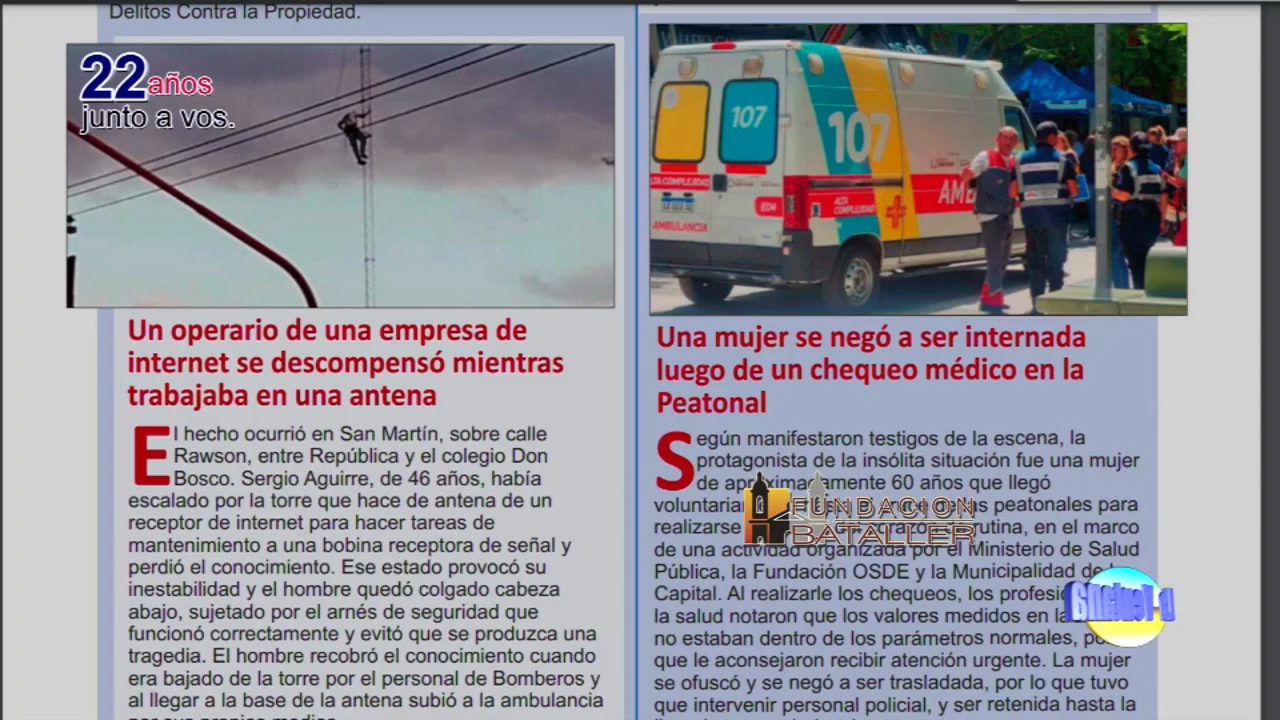 Delitos Contra la Propiedad.
22 años
junto a vos.
Un operario de una empresa de
internet se descompensó mientras
trabajaba en una antena
El hecho ocurrió en San Martín, sobre calle
Rawson, entre República y el colegio Don
Bosco. Sergio Aguirre, de 46 años, había
escalado por la torre que hace de antena de un
receptor de internet para hacer tareas de
mantenimiento a una bobina receptora de señal y
perdió el conocimiento. Ese estado provocó su
inestabilidad y el hombre quedó colgado cabeza
abajo, sujetado por el arnés de seguridad que
funcionó correctamente y evitó que se produzca una
tragedia. El hombre recobró el conocimiento cuando
era bajado de la torre por el personal de Bomberos y
al llegar a la base de la antena subió a la ambulancia
107
107
ALTA COMPLEJIDAD
E04
ALTA
COMPLEJIDAD
AMB
AMBULANCIA
Una mujer se negó a ser internada
luego de un chequeo médico en la
Peatonal
Según manifestaron testigos de la escena, la
protagonista de la insólita situación fue una mujer
de aproximadamente 60 años que llegó
peatonales para
realizarse rutina, en el marco
de una actividad organizada por el Ministerio de Salud
Pública, la Fundación OSDE y la Municipalidad de
Capital. Al realizarle los chequeos, los
la salud notaron que los valores medidos en
no estaban dentro de los parámetros normales,
que le aconsejaron recibir atención urgente. La mujer
se ofuscó y se negó a ser trasladada, por lo que tuvo
que intervenir personal policial, y ser retenida hasta la
FUNDACION
BATALLER